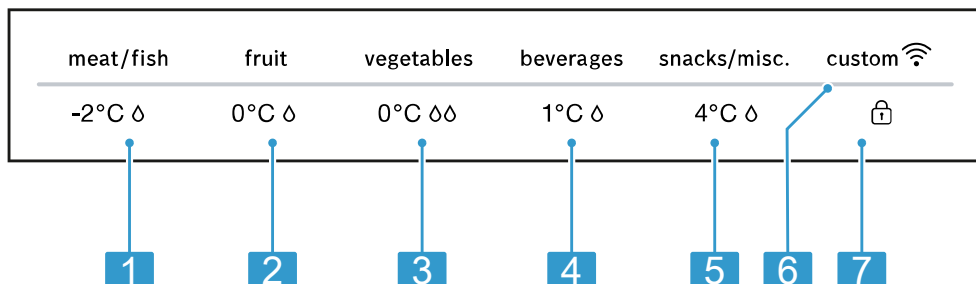 meat/fish fruit vegetables beverages snacks/misc. custom
-2°C 0°C 0°C 1°C 4°C
1 2 3 4 5 6 7